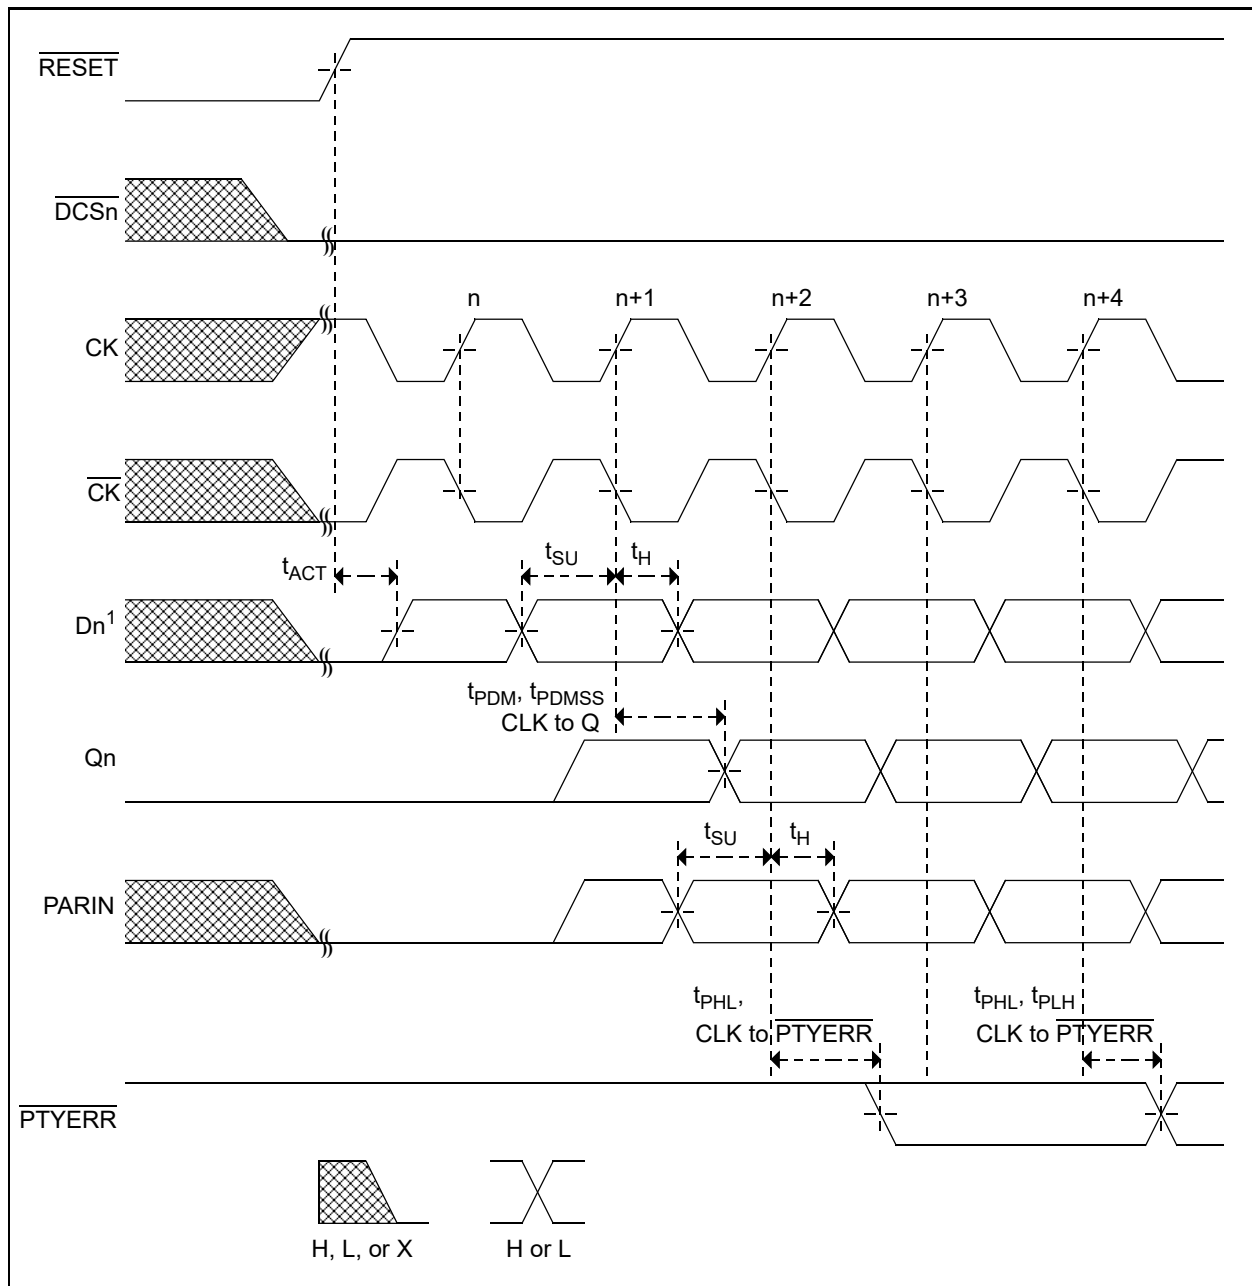 RESET
DCSn
n n+1 n+2 n+3 n+4
CK
CK
tACT
tSU tH
Dn1
tPDM, tPDMSS
CLK to Q
Qn
tSU tH
PARIN
tPHL, tPHL, tPLH
CLK to PTYERR CLK to PTYERR
PTYERR
H, L, or X H or L